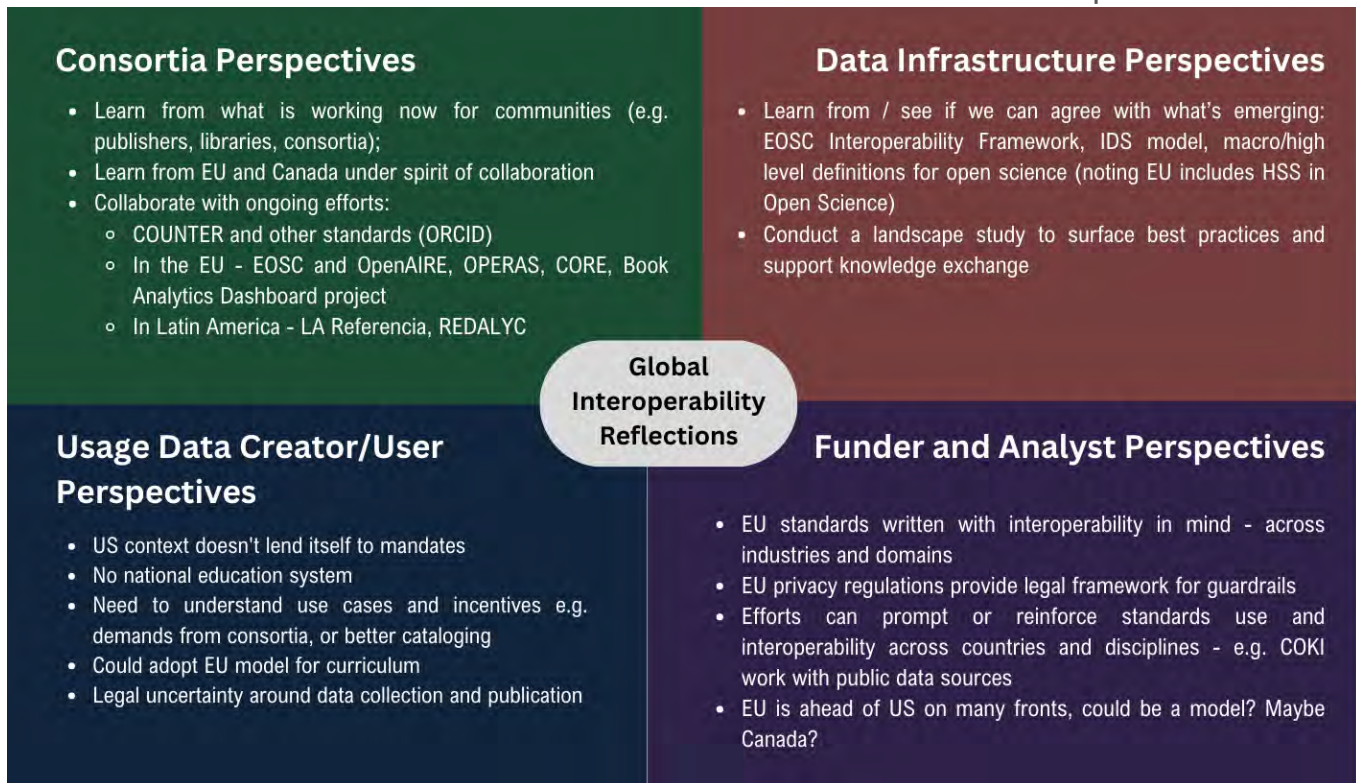 Consortia Perspectives
• Learn from what is working now for communities (e.g.
publishers, libraries, consortia);
• Learn from EU and Canada under spirit of collaboration
• Collaborate with ongoing efforts:
◦ COUNTER and other standards (ORCID)
◦ In the EU - EOSC and OpenAIRE, OPERAS, CORE, Book
Analytics Dashboard project
◦ In Latin America - LA Referencia, REDALYC
Data Infrastructure Perspectives
• Learn from / see if we can agree with what's emerging:
EOSC Interoperability Framework, IDS model, macro/high
level definitions for open science (noting EU includes HSS in
Open Science)
• Conduct a landscape study to surface best practices and
support knowledge exchange
Global
Interoperability
Reflections
Usage Data Creator/User
Perspectives
• US context doesn't lend itself to mandates
• No national education system
• Need to understand use cases and incentives e.g.
demands from consortia, or better cataloging
• Could adopt EU model for curriculum
• Legal uncertainty around data collection and publication
Funder and Analyst Perspectives
• EU standards written with interoperability in mind - across
industries and domains
• EU privacy regulations provide legal framework for guardrails
• Efforts can prompt or reinforce standards use and
interoperability across countries and disciplines - e.g. COKI
work with public data sources
• EU is ahead of US on many fronts, could be a model? Maybe
Canada?